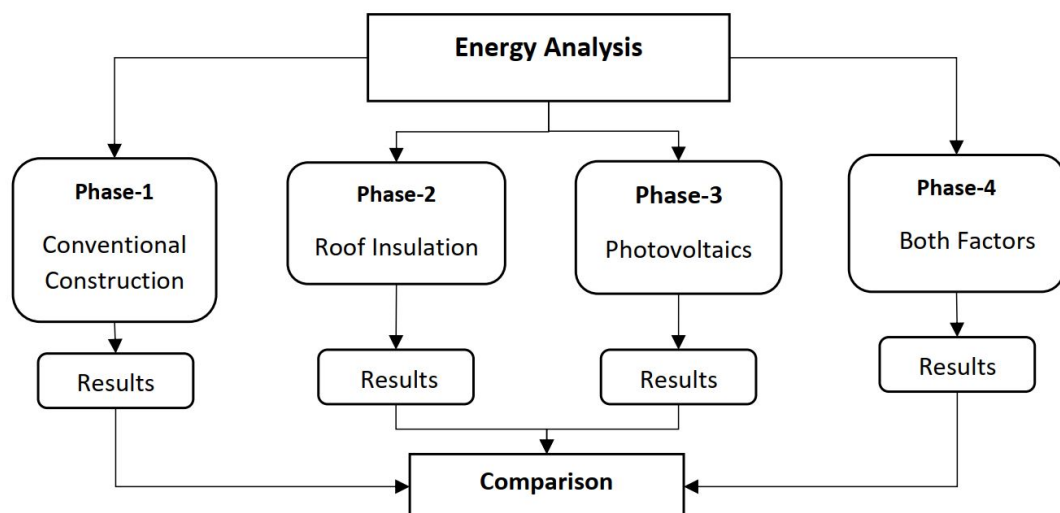 Energy Analysis
Phase-1
Conventional
Construction
Phase-2
Roof Insulation
Phase-3
Photovoltaics
Phase-4
Both Factors
Results
Results
Results
Results
Comparison